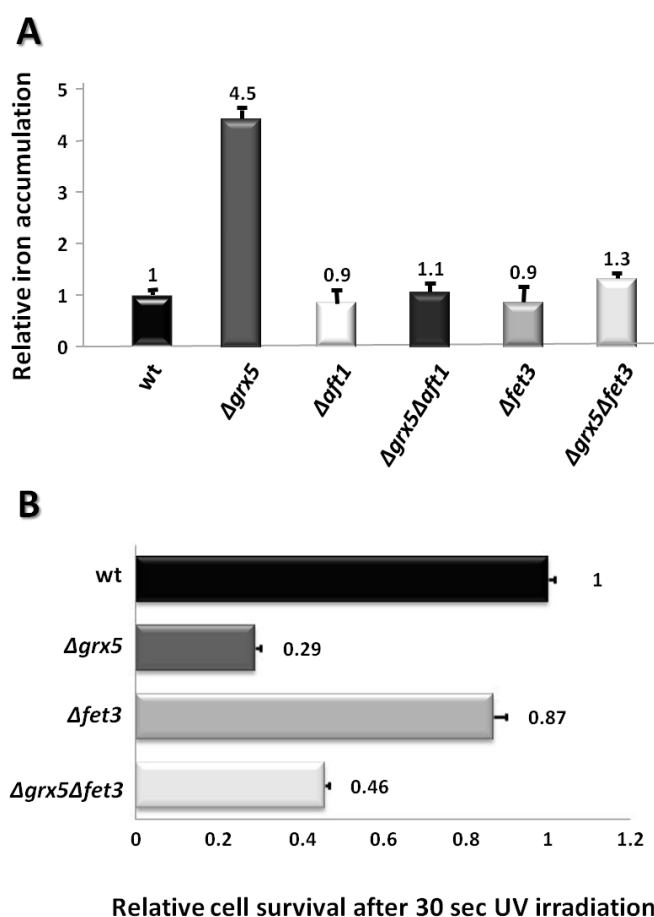 A
Relative iron accumulation
5
4
3
2
1
0
1
4.5
0.9
1.1
0.9
1.3
wt
Δgrx5
Δaft1
Δgrx5Δaft1
Δfet3
Δgrx5Δfet3
B
wt
1
Δgrx5
0.29
Δfet3
0.87
Δgrx5Δfet3
0.46
0 0.2 0.4 0.6 0.8 1 1.2
Relative cell survival after 30 sec UV irradiation